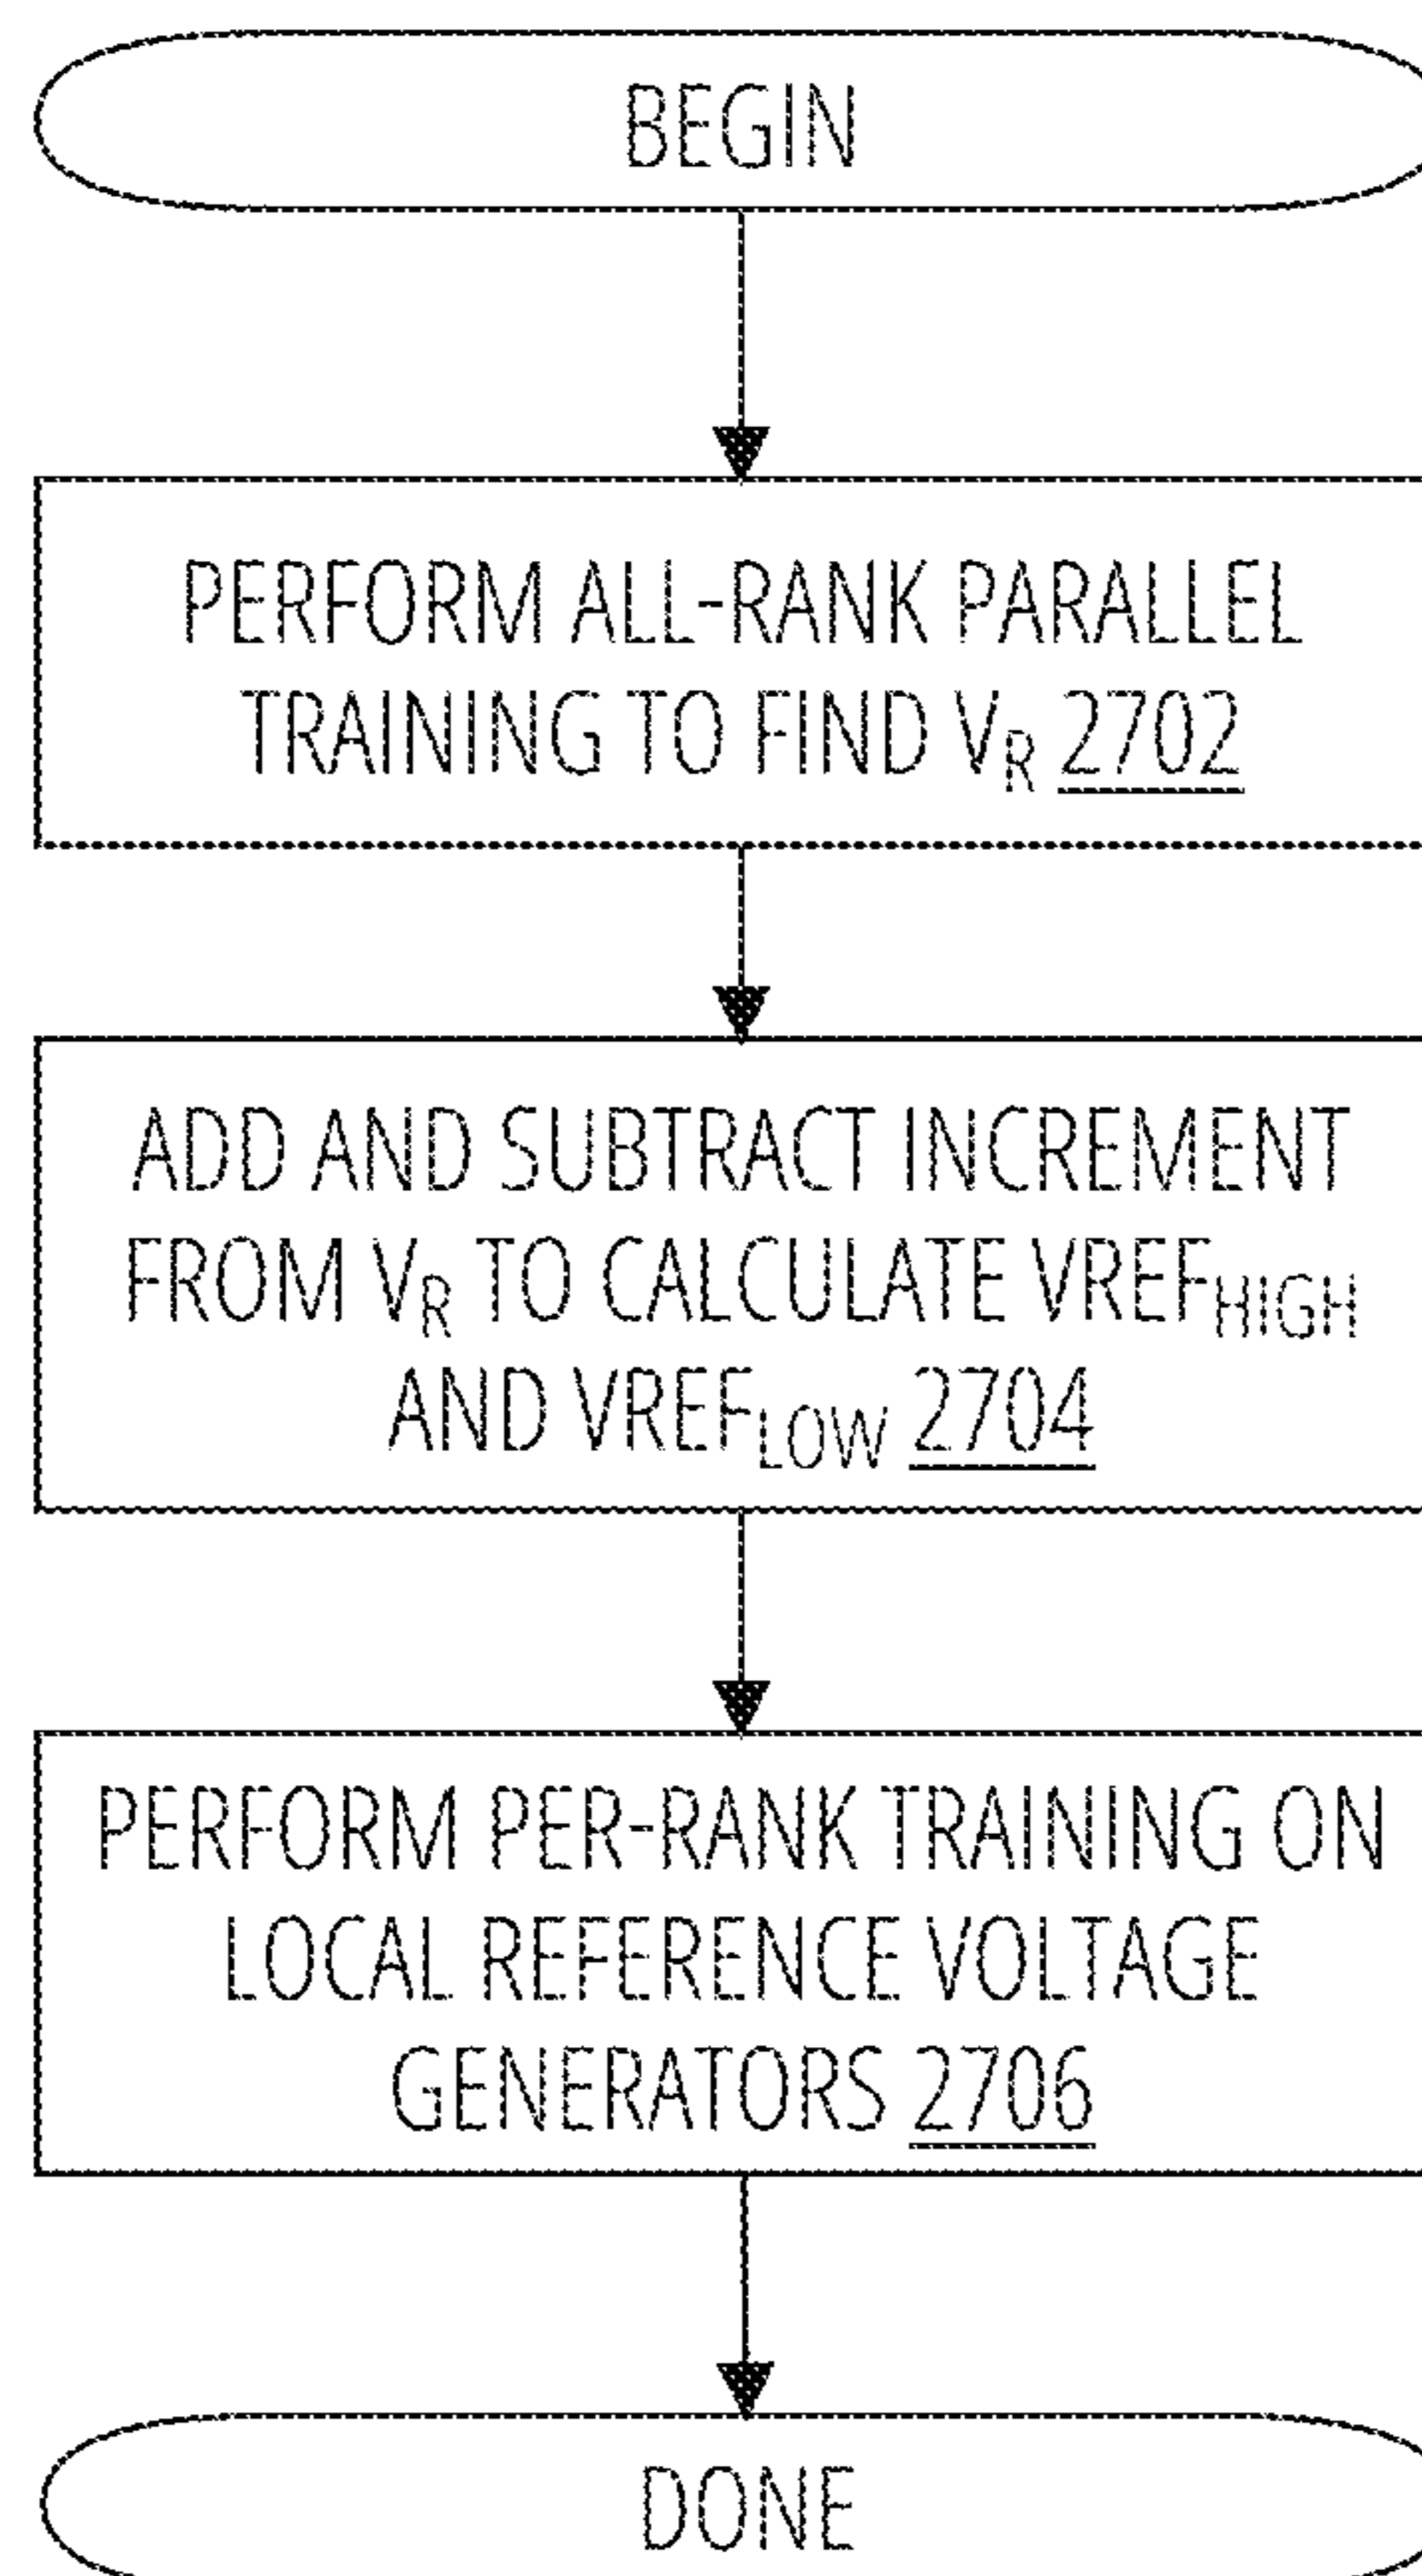 BEGIN
PERFORM ALL-RANK PARALLEL
TRAINING TO FIND VR 2702
ADD AND SUBTRACT INCREMENT
FROM VR TO CALCULATE VREFHIGH
AND VREFLOW 2704
PERFORM PER-RANK TRAINING ON
LOCAL REFERENCE VOLTAGE
GENERATORS 2706
DONE